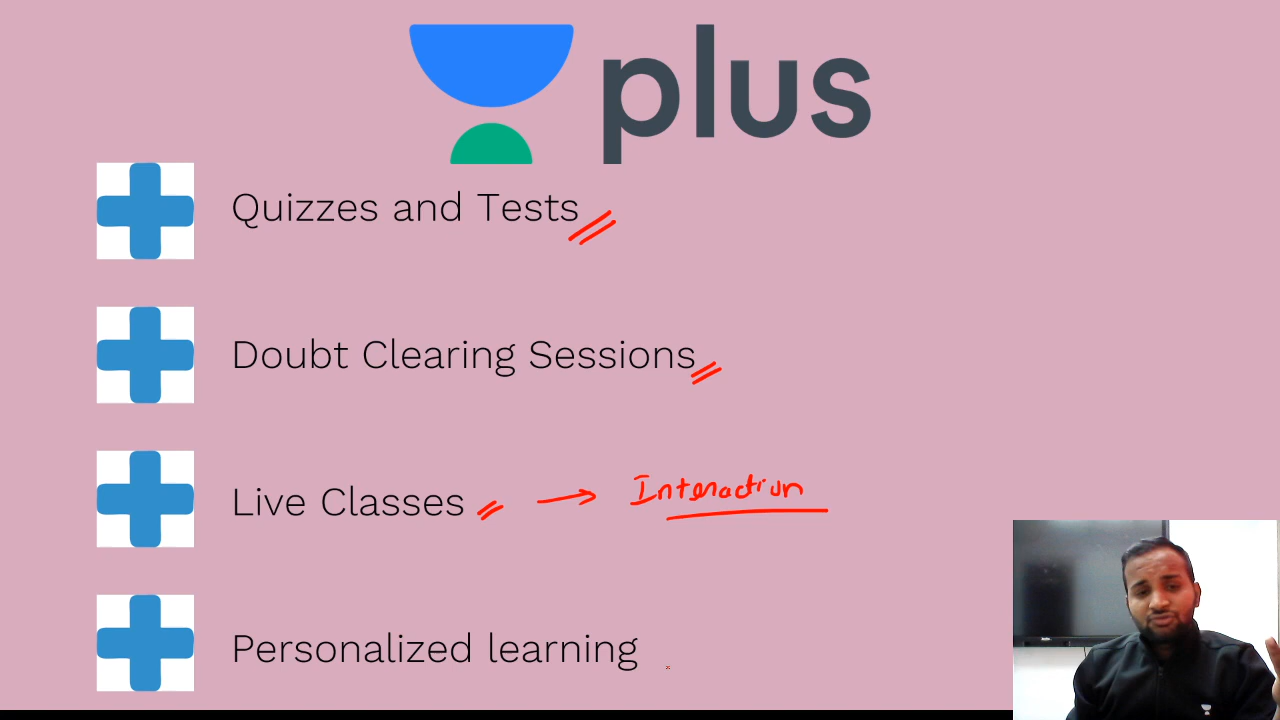 plus
Quizzes and Tests
Doubt Clearing Sessions
Live Classes → Interaction
Personalized learning